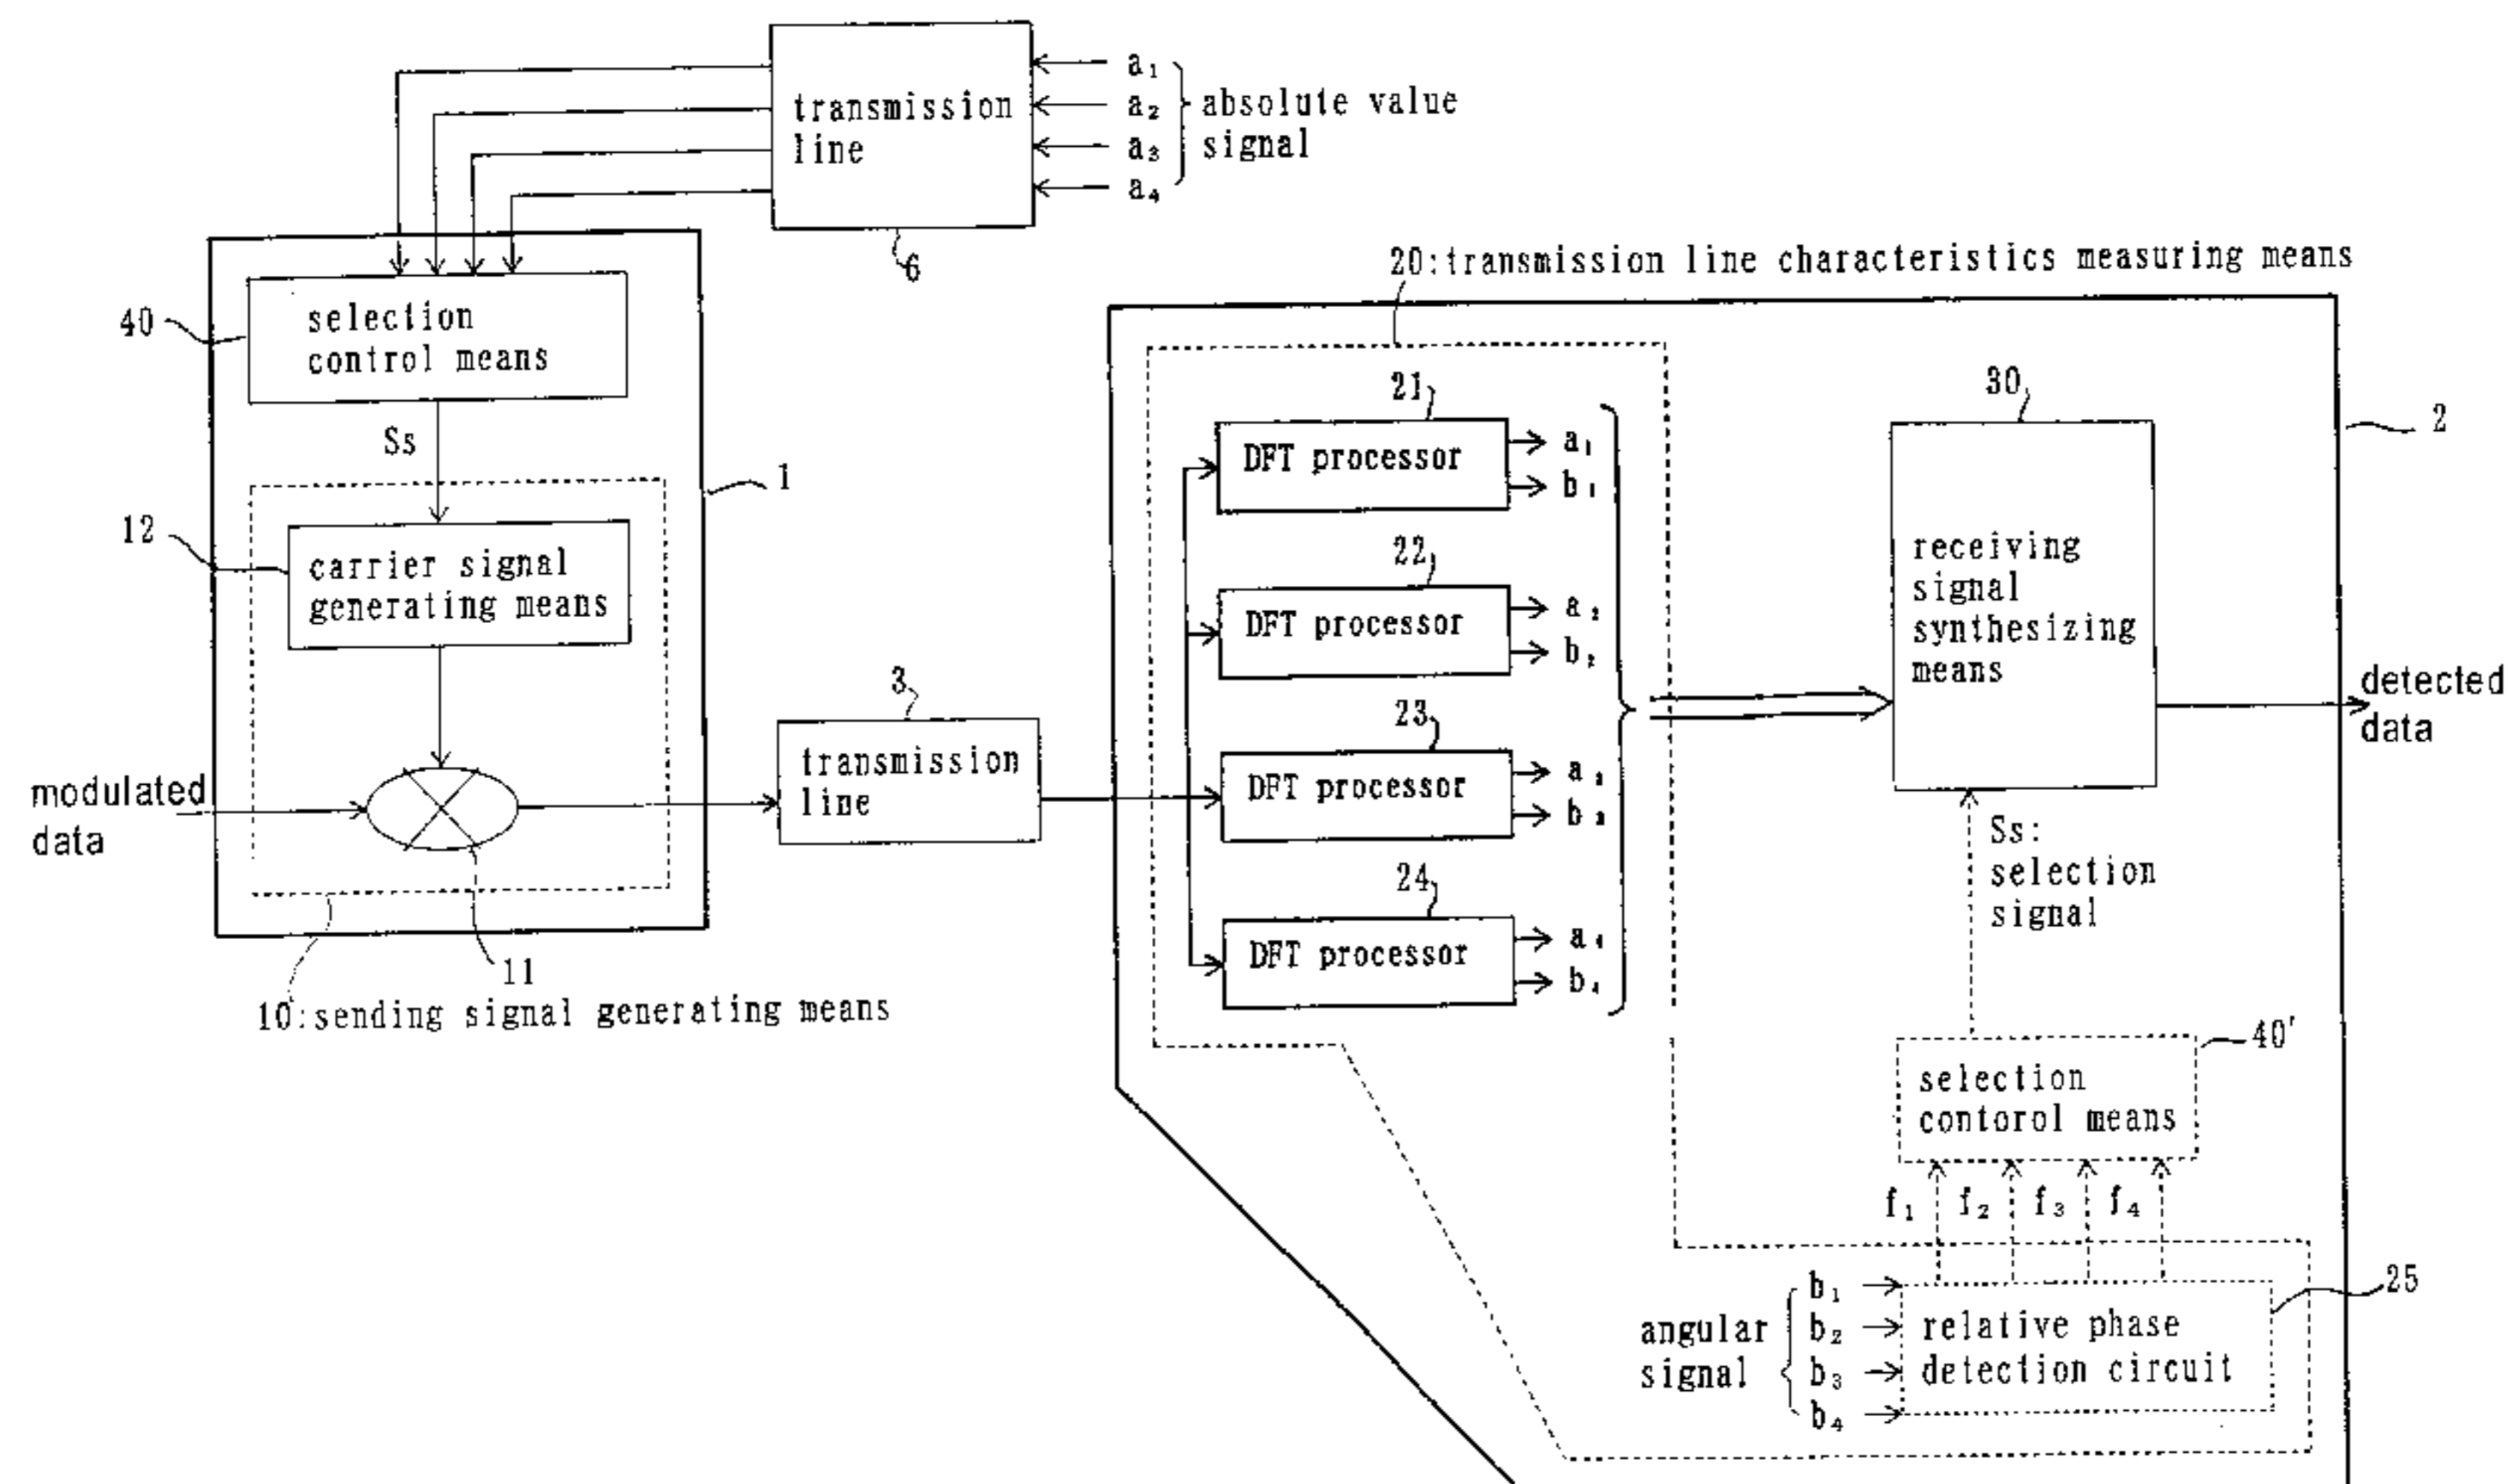 transmission
line
a₁
a₂
a₃
a₄
absolute value
signal
6
40
selection
control means
Ss
1
12
carrier signal
generating means
modulated
data
11
10:sending signal generating means
3
transmission
line
20:transmission line characteristics measuring means
2
21
DFT processor
a₁
b₁
22
DFT processor
a₂
b₂
23
DFT processor
a₃
b₃
24
DFT processor
a₄
b₄
30
receiving
signal
synthesizing
means
detected
data
Ss:
selection
signal
40'
selection
contorol means
f₁
f₂
f₃
f₄
angular
signal
b₁
b₂
b₃
b₄
relative phase
detection circuit
25